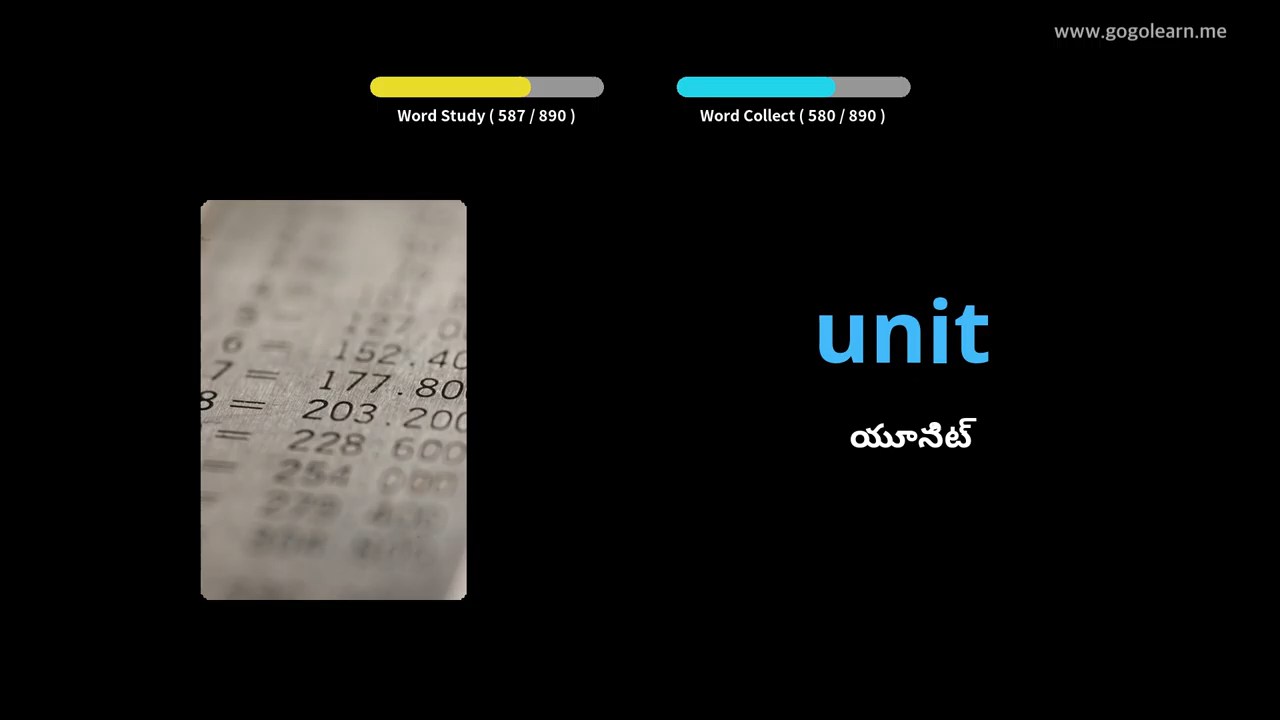 www.gogolearn.me
Word Study ( 587 / 890 )
Word Collect ( 580 / 890 )
6 = 152.40
7 = 177.80
8 = 203.200
= 228.600
= 254
unit
యూనిట్